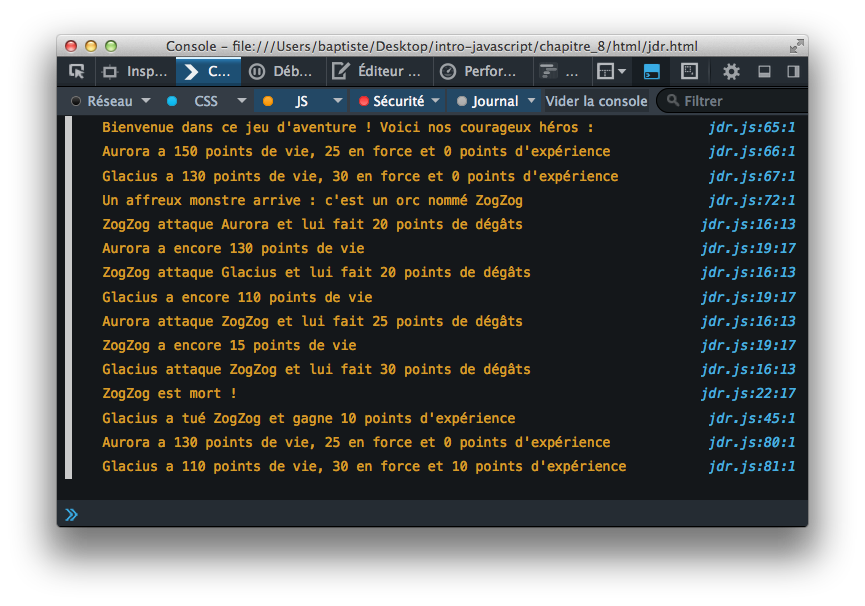 Console – file:///Users/baptiste/Desktop/intro-javascript/chapitre_8/html/jdr.html
Insp... C... Déb... Éditeur ... Perfor... ...
Réseau CSS JS Sécurité Journal Vider la console Filtrer
Bienvenue dans ce jeu d'aventure ! Voici nos courageux héros : jdr.js:65:1
Aurora a 150 points de vie, 25 en force et 0 points d'expérience jdr.js:66:1
Glacius a 130 points de vie, 30 en force et 0 points d'expérience jdr.js:67:1
Un affreux monstre arrive : c'est un orc nommé ZogZog jdr.js:72:1
ZogZog attaque Aurora et lui fait 20 points de dégâts jdr.js:16:13
Aurora a encore 130 points de vie jdr.js:19:17
ZogZog attaque Glacius et lui fait 20 points de dégâts jdr.js:16:13
Glacius a encore 110 points de vie jdr.js:19:17
Aurora attaque ZogZog et lui fait 25 points de dégâts jdr.js:16:13
ZogZog a encore 15 points de vie jdr.js:19:17
Glacius attaque ZogZog et lui fait 30 points de dégâts jdr.js:16:13
ZogZog est mort ! jdr.js:22:17
Glacius a tué ZogZog et gagne 10 points d'expérience jdr.js:45:1
Aurora a 130 points de vie, 25 en force et 0 points d'expérience jdr.js:80:1
Glacius a 110 points de vie, 30 en force et 10 points d'expérience jdr.js:81:1